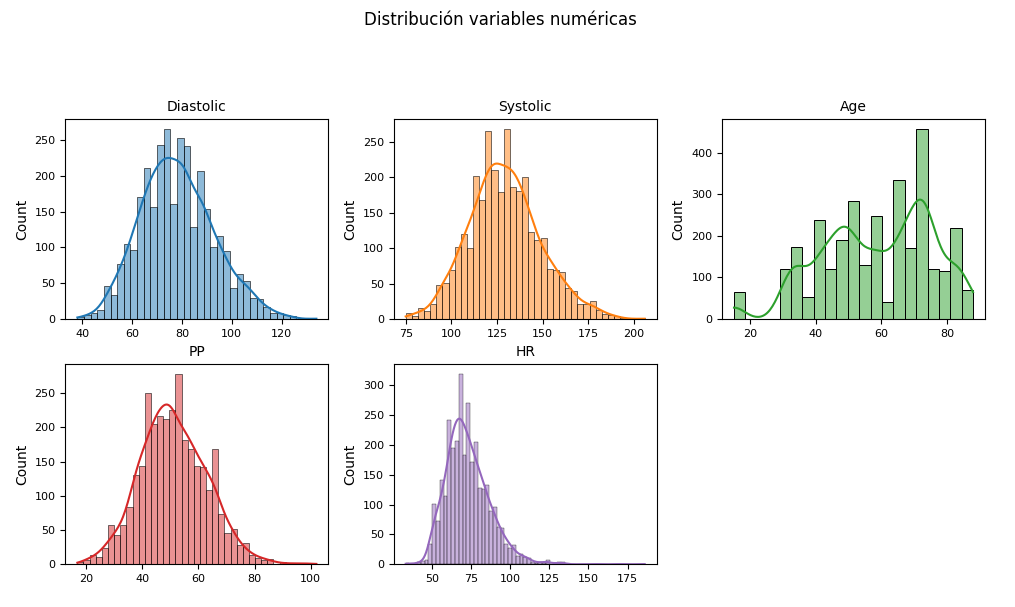 Distribución variables numéricas
Diastolic
Systolic
Age
Count
250
200
150
100
50
0
40 60 80 100 120
Count
250
200
150
100
50
0
75 100 125 150 175 200
Count
400
300
200
100
0
20 40 60 80
PP
HR
Count
250
200
150
100
50
0
20 40 60 80 100
Count
300
250
200
150
100
50
0
50 75 100 125 150 175